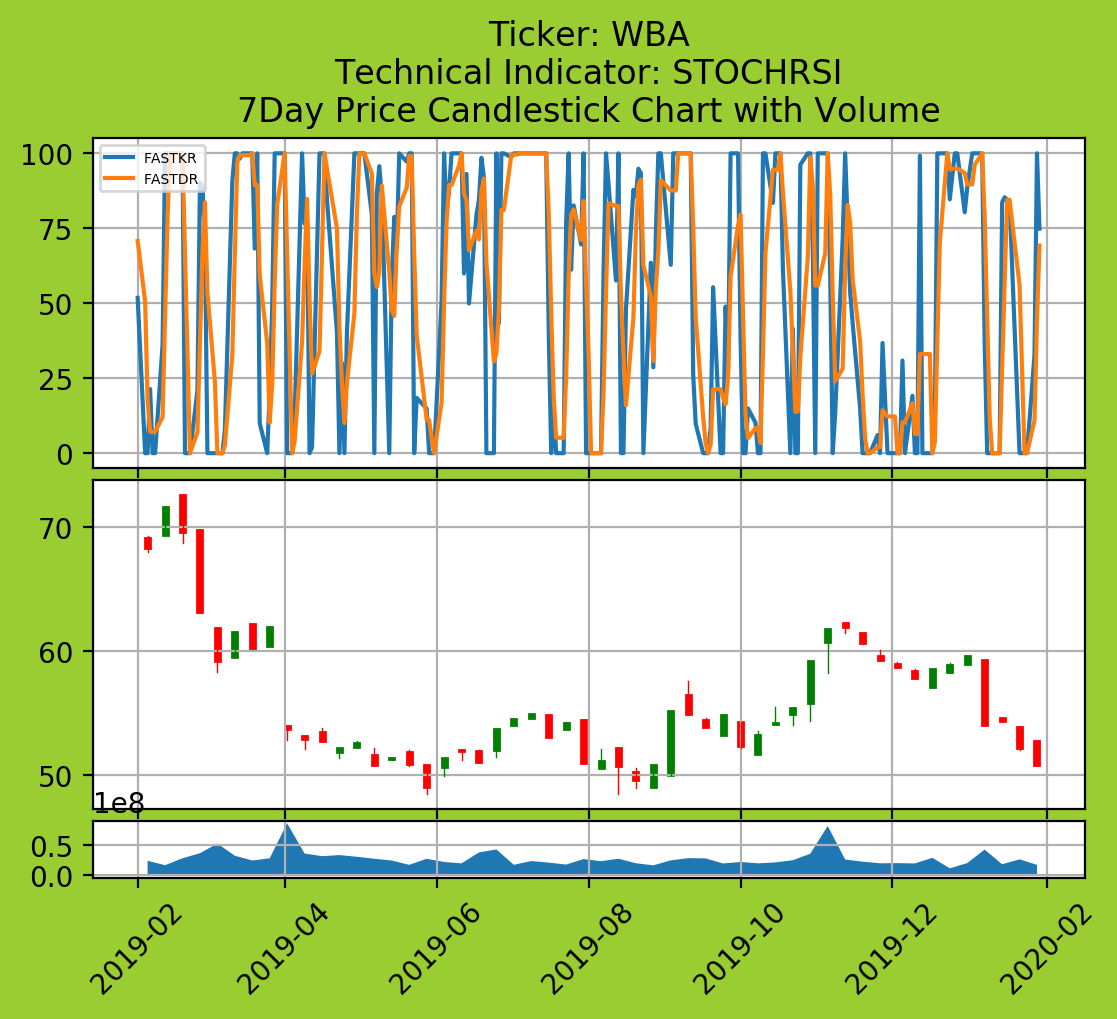 Ticker: WBA
Technical Indicator: STOCHRSI
7Day Price Candlestick Chart with Volume
100
75
50
25
0
FASTKR
FASTDR
70
60
50
1e8
0.5
0.0
2019-02
2019-04
2019-06
2019-08
2019-10
2019-12
2020-02